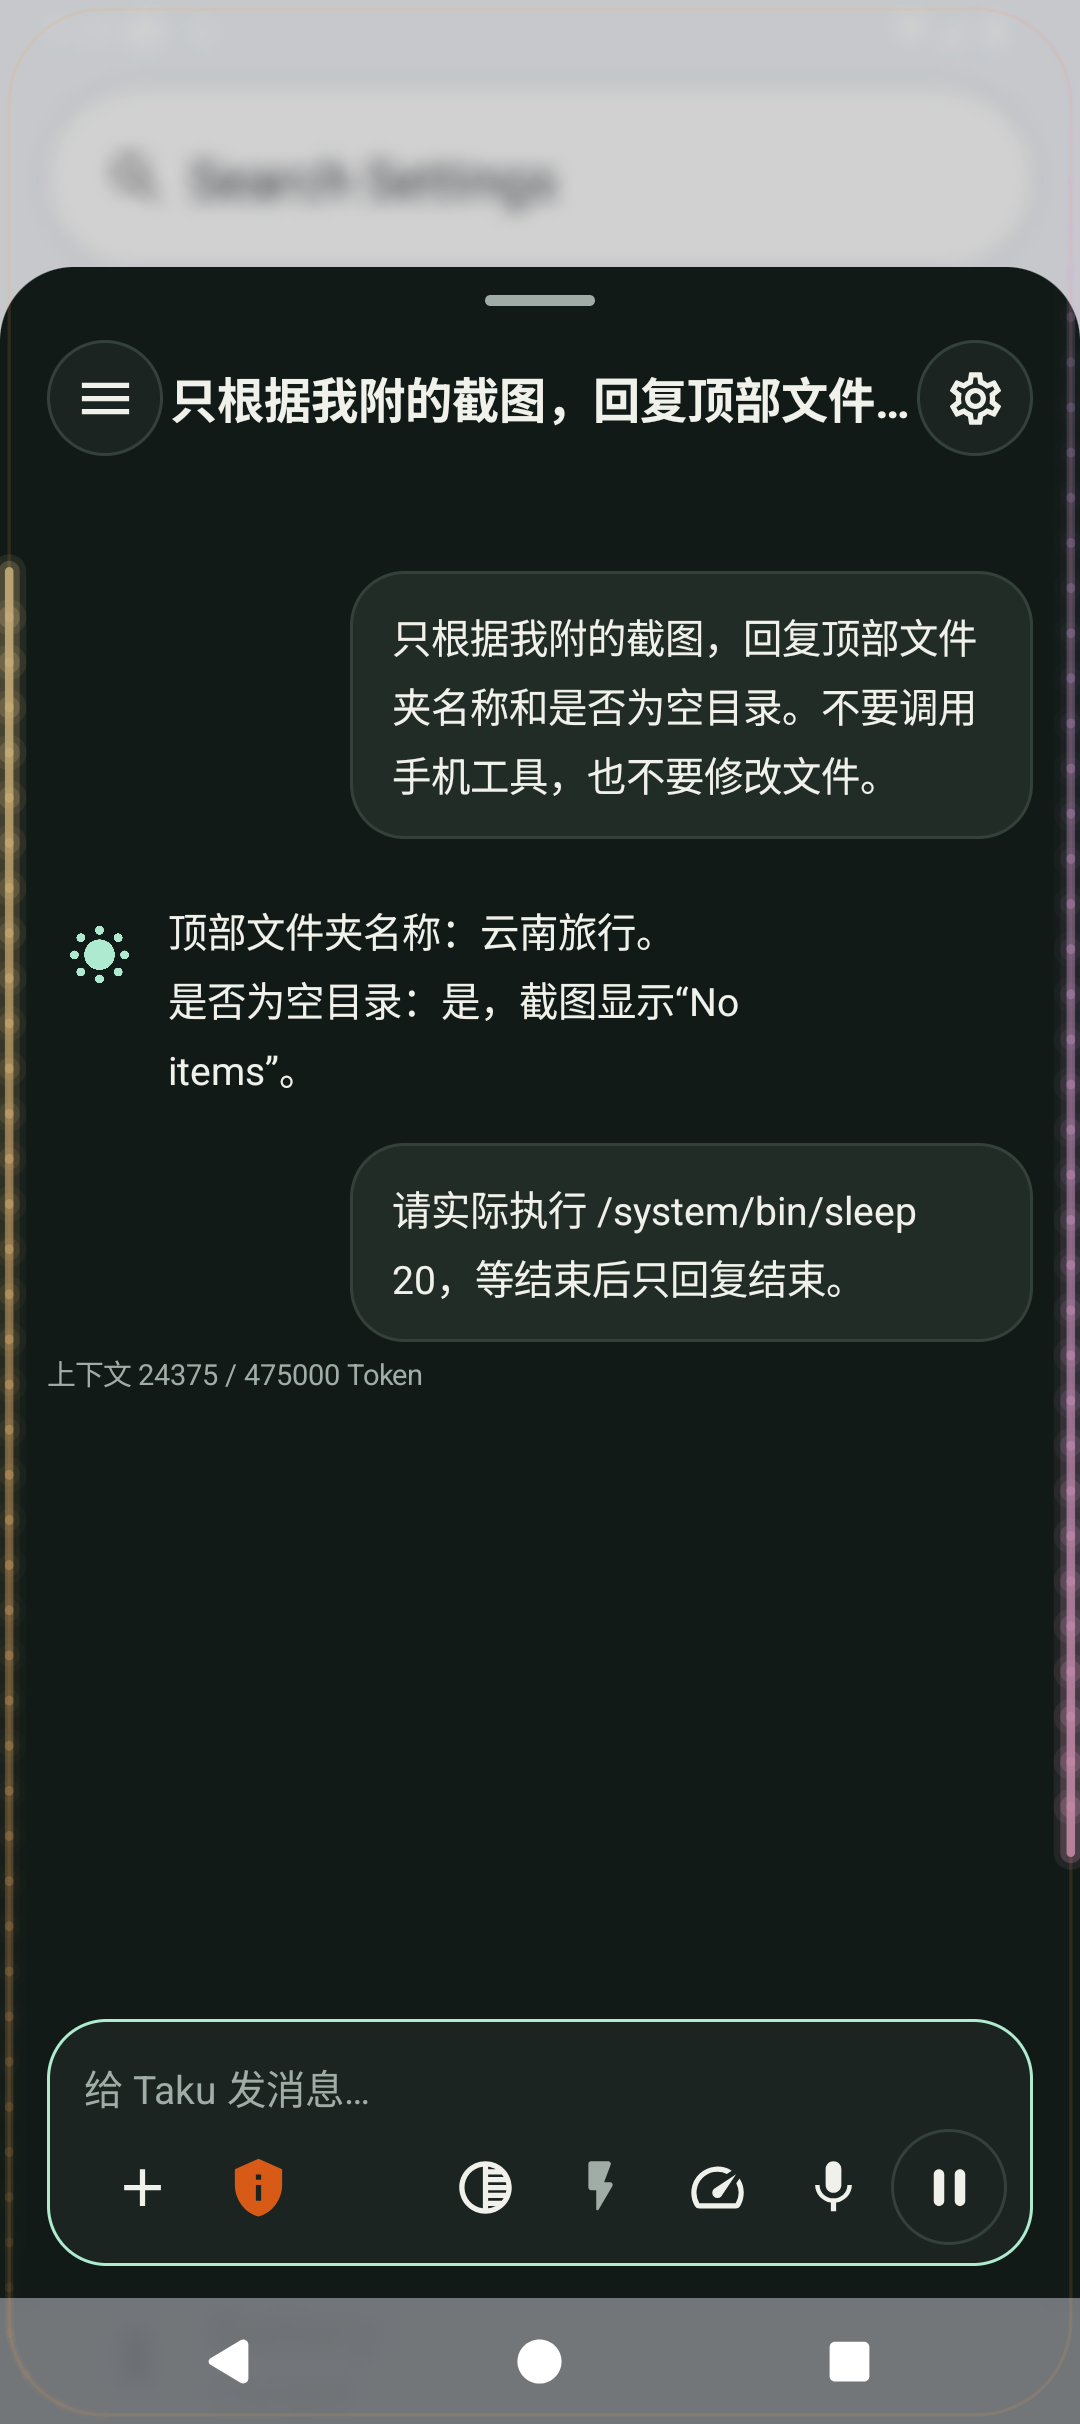 Search Settings
只根据我附的截图，回复顶部文件…
只根据我附的截图，回复顶部文件
夹名称和是否为空目录。不要调用
手机工具，也不要修改文件。
顶部文件夹名称：云南旅行。
是否为空目录：是，截图显示“No
items”。
请实际执行 /system/bin/sleep
20，等结束后只回复结束。
上下文 24375 / 475000 Token
给 Taku 发消息…